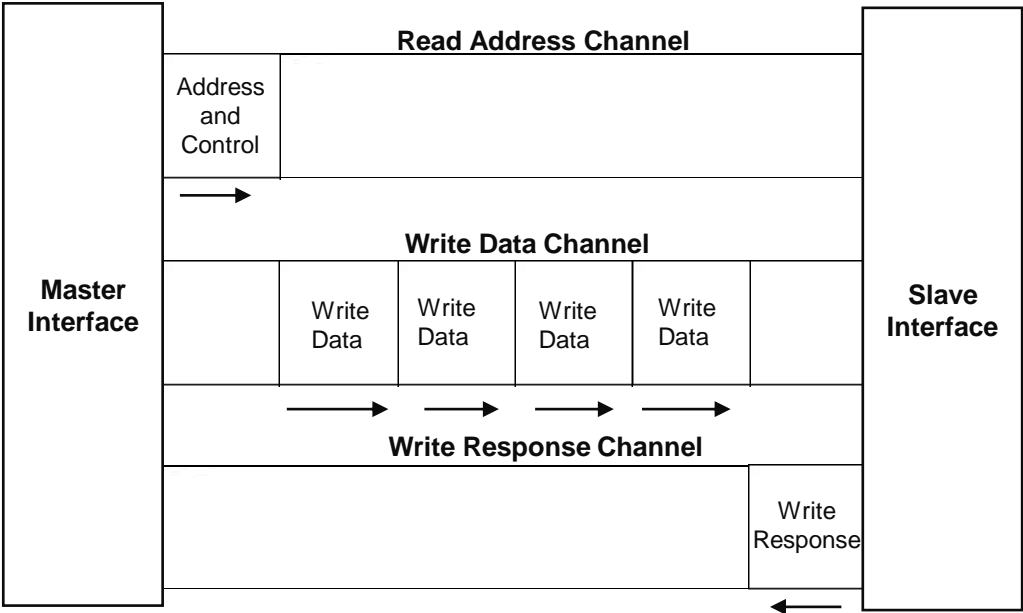 Read Address Channel
Address
and
Control
Write Data Channel
Master
Interface
Write
Data
Write
Data
Write
Data
Write
Data
Slave
Interface
Write Response Channel
Write
Response